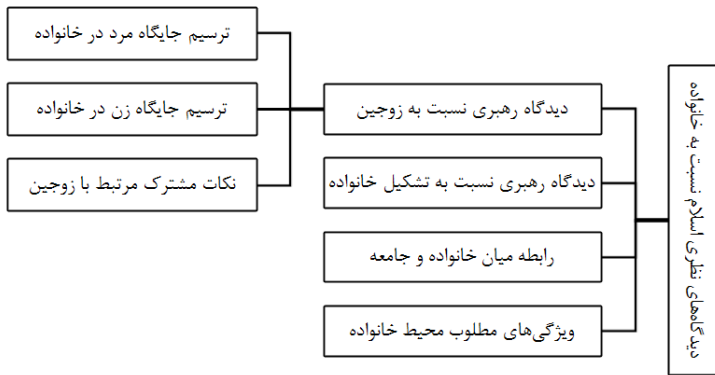 دیدگاه‌های نظری اسلام نسبت به خانواده
دیدگاه رهبری نسبت به زوجین
ترسیم جایگاه مرد در خانواده
ترسیم جایگاه زن در خانواده
نکات مشترک مرتبط با زوجین
دیدگاه رهبری نسبت به تشکیل خانواده
رابطه میان خانواده و جامعه
ویژگی‌های مطلوب محیط خانواده